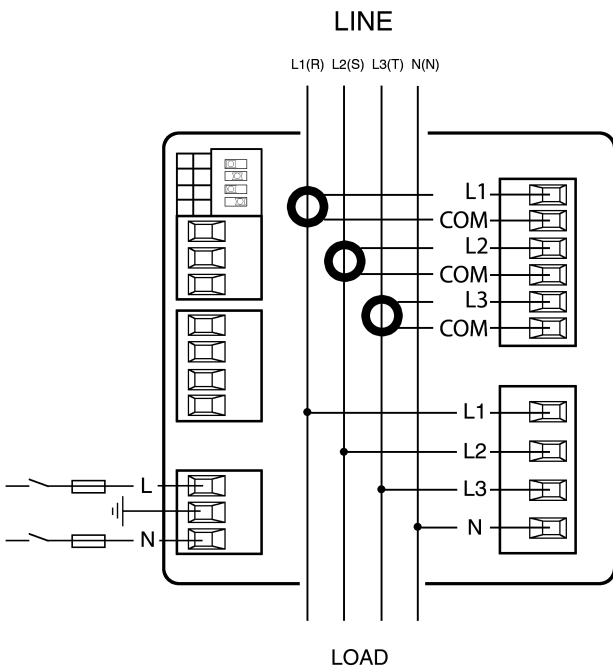 LINE
L1(R) L2(S) L3(T) N(N)
L1
COM
L2
COM
L3
COM
L1
L2
L3
N
L
N
LOAD